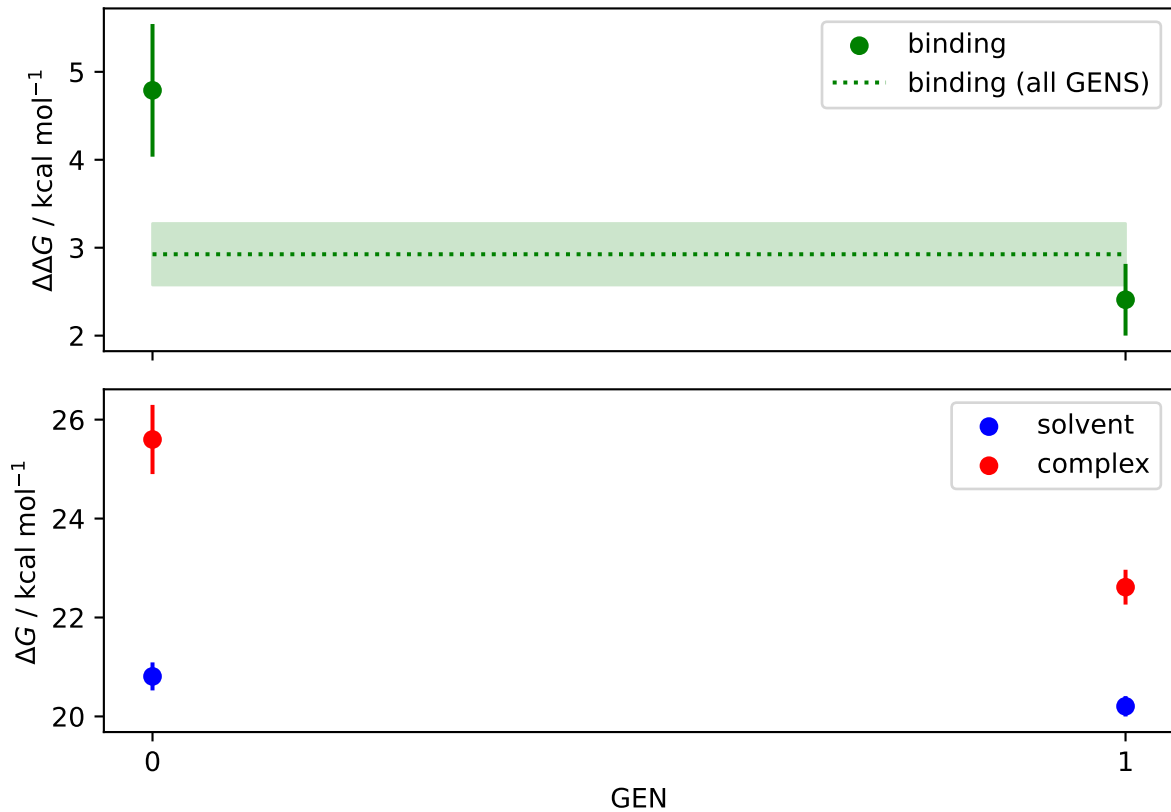 binding
binding (all GENS)
5
4
3
2
ΔΔG / kcal mol⁻¹
solvent
complex
26
24
22
20
ΔG / kcal mol⁻¹
0
1
GEN